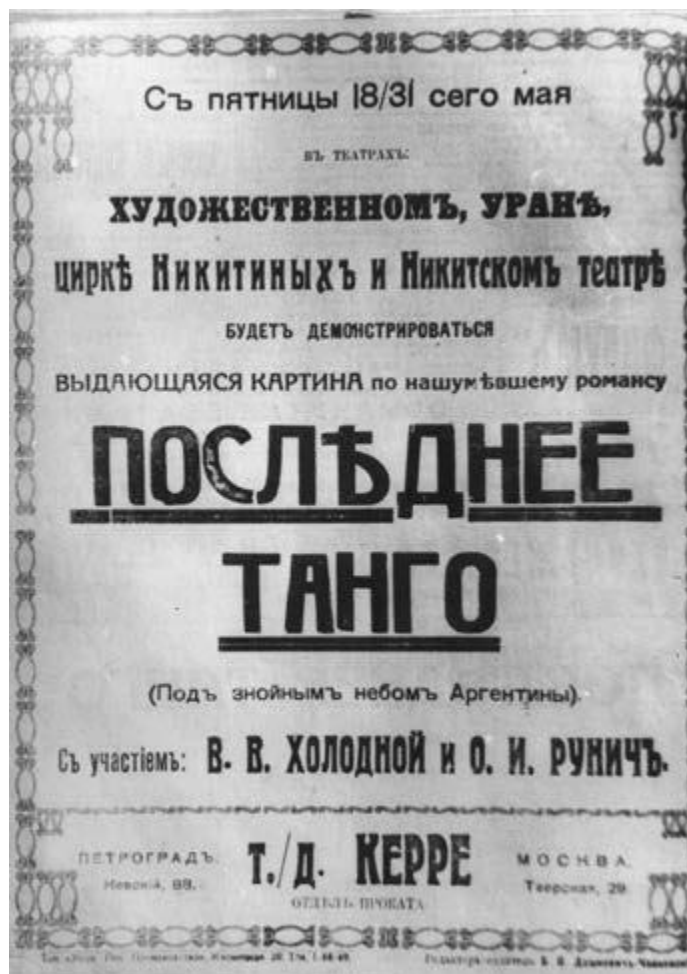 Съ пятницы 18/31 сего мая
ВЪ ТЕАТРАХЪ:
ХУДОЖЕСТВЕННОМЪ, УРАНѢ,
циркѣ Никитиныхъ и Никитскомъ театрѣ
БУДЕТЪ ДЕМОНСТРИРОВАТЬСЯ
ВЫДАЮЩАЯСЯ КАРТИНА по нашумѣвшему романсу
ПОСЛѢДНЕЕ
ТАНГО
(Подъ знойнымъ небомъ Аргентины).
Съ участіемъ: В. В. ХОЛОДНОЙ и О. И. РУНИЧЪ.
ПЕТРОГРАДЪ. Т./Д. КЕРРЕ МОСКВА.
Невскій, 88. Тверская, 29
ОТДѢЛЪ ПРОКАТА
Редакторъ-издатель В. В.